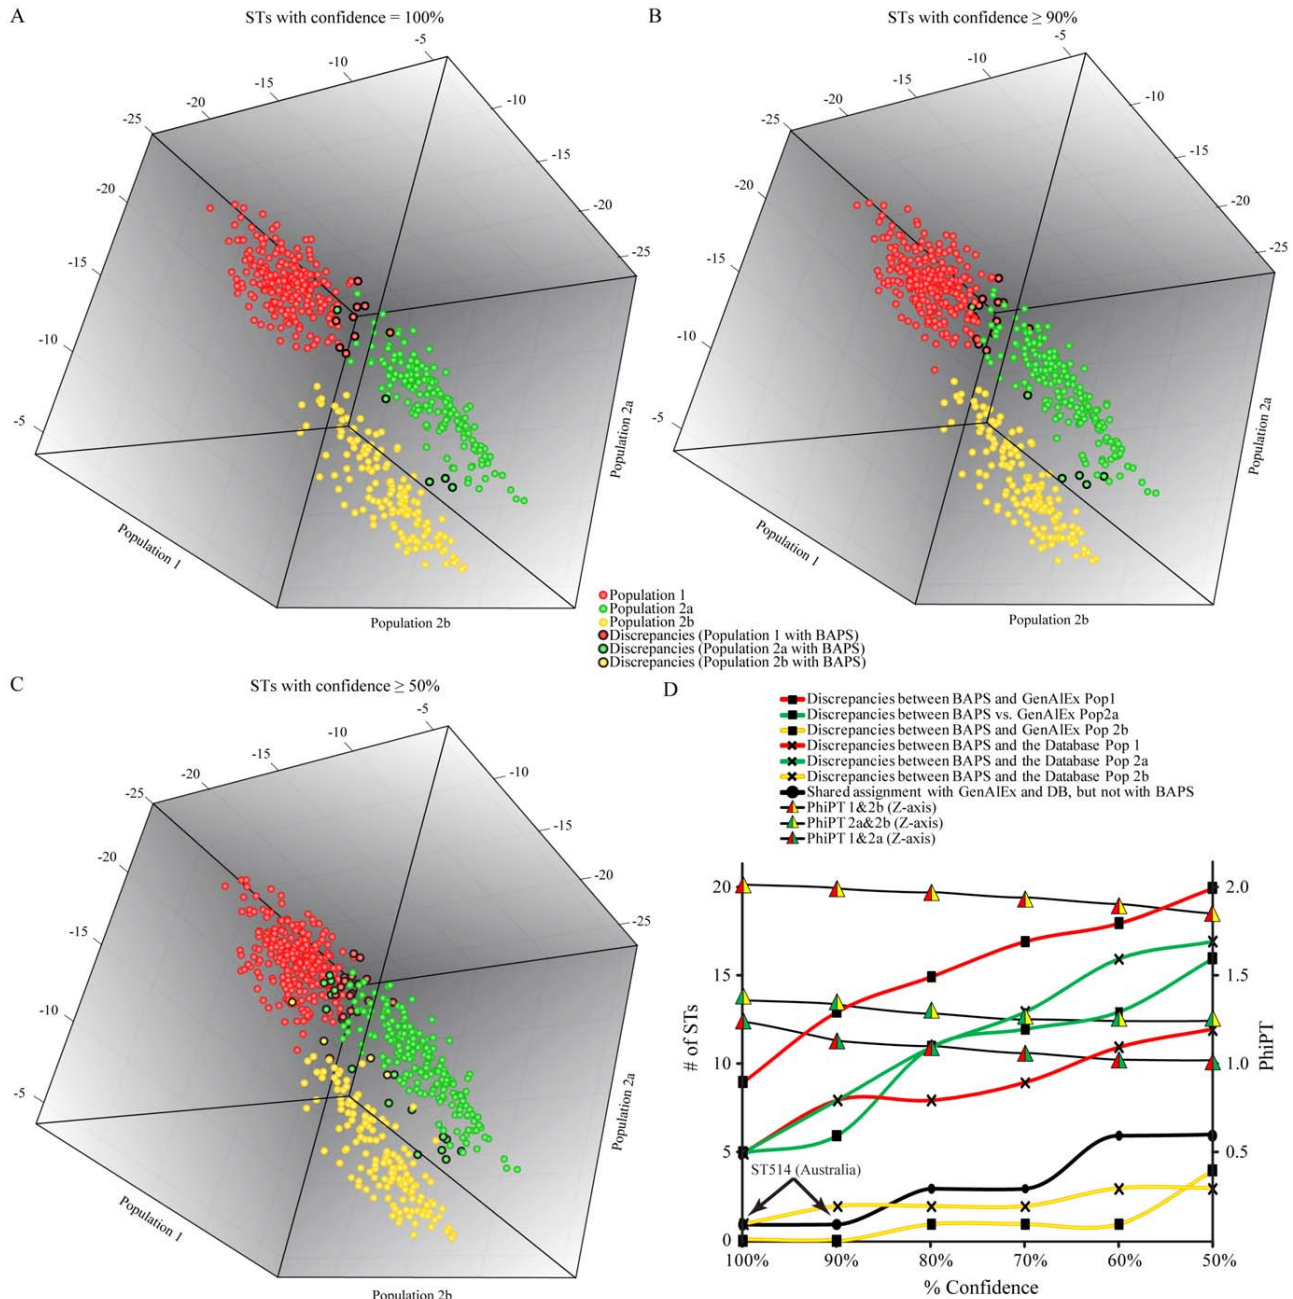 A
STs with confidence = 100%
-5
-10
-15
-20
-25
-10
-15
-20
-25
-20
-15
-10
-5
Population 1
Population 2b
Population 2a
B
STs with confidence ≥ 90%
-5
-10
-15
-20
-25
-10
-15
-20
-25
-20
-15
-10
-5
Population 1
Population 2b
Population 2a
Population 1
Population 2a
Population 2b
Discrepancies (Population 1 with BAPS)
Discrepancies (Population 2a with BAPS)
Discrepancies (Population 2b with BAPS)
C
STs with confidence ≥ 50%
-5
-10
-15
-20
-25
-10
-15
-20
-25
-20
-15
-10
-5
Population 1
Population 2b
Population 2a
D
Discrepancies between BAPS and GenAlEx Pop1
Discrepancies between BAPS vs. GenAlEx Pop2a
Discrepancies between BAPS and GenAlEx Pop 2b
Discrepancies between BAPS and the Database Pop 1
Discrepancies between BAPS and the Database Pop 2a
Discrepancies between BAPS and the Database Pop 2b
Shared assignment with GenAlEx and DB, but not with BAPS
PhiPT 1&2b (Z-axis)
PhiPT 2a&2b (Z-axis)
PhiPT 1&2a (Z-axis)
20
15
10
5
0
# of STs
2.0
1.5
1.0
0.5
PhiPT
ST514 (Australia)
100%
90%
80%
70%
60%
50%
% Confidence